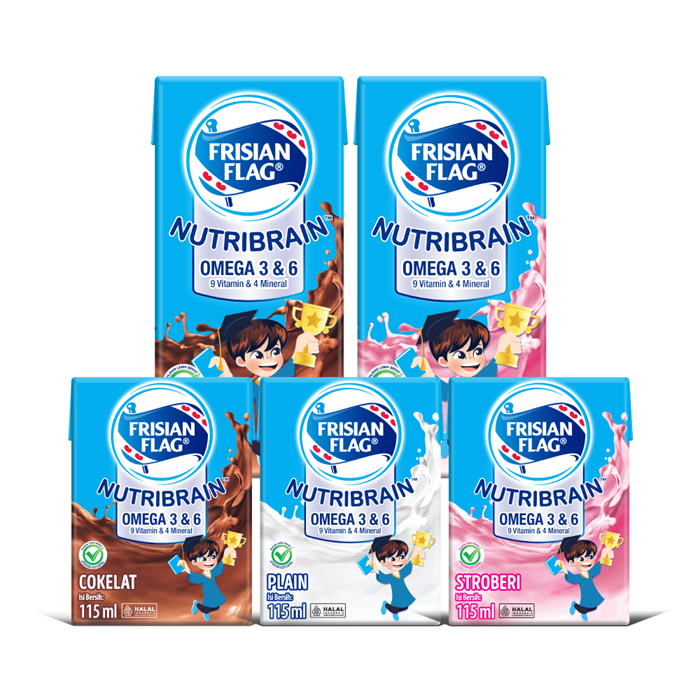 FRISIAN
FLAG®
NUTRIBRAIN™
OMEGA 3 & 6
9 Vitamin & 4 Mineral
FRISIAN
FLAG®
NUTRIBRAIN™
OMEGA 3 & 6
9 Vitamin & 4 Mineral
FRISIAN
FLAG®
NUTRIBRAIN™
OMEGA 3 & 6
9 Vitamin & 4 Mineral
COKELAT
Isi Bersih:
115 ml
HALAL
INDONESIA
FRISIAN
FLAG®
NUTRIBRAIN™
OMEGA 3 & 6
9 Vitamin & 4 Mineral
PLAIN
Isi Bersih:
115 ml
HALAL
INDONESIA
FRISIAN
FLAG®
NUTRIBRAIN™
OMEGA 3 & 6
9 Vitamin & 4 Mineral
STROBERI
Isi Bersih:
115 ml
HALAL
INDONESIA